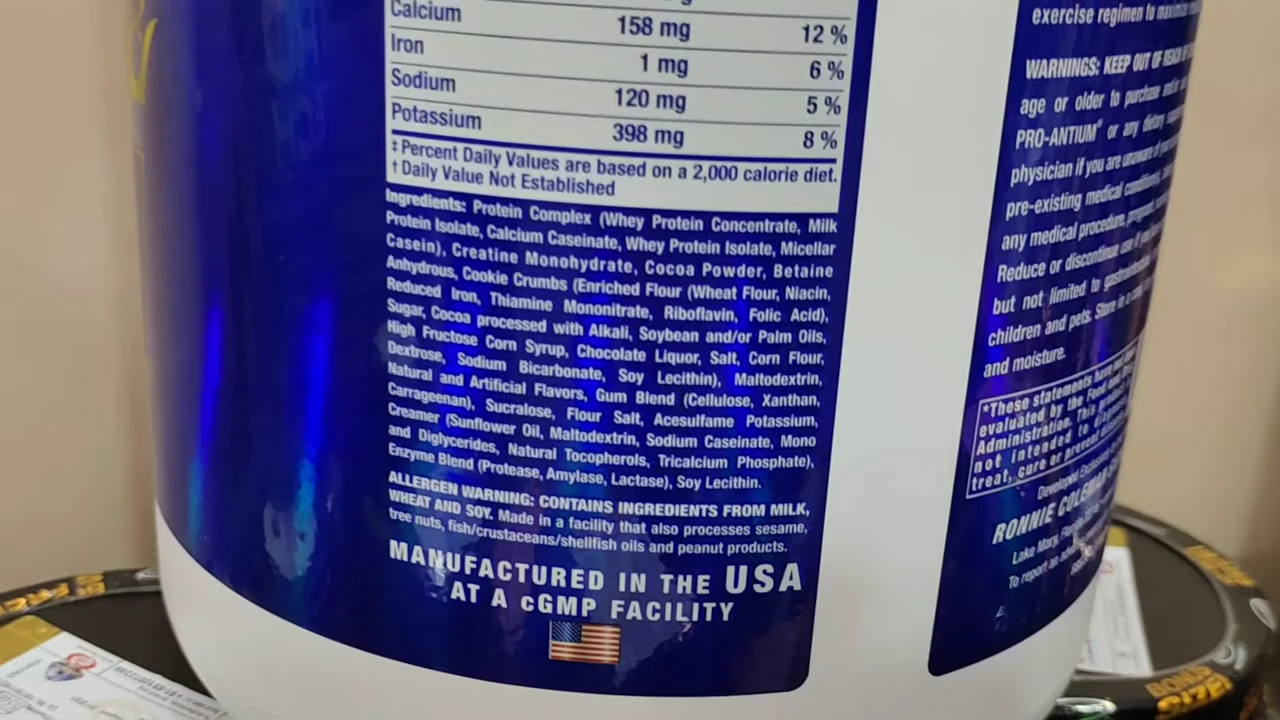 Calcium 158 mg 12 %
Iron 1 mg 6 %
Sodium 120 mg 5 %
Potassium 398 mg 8 %
‡ Percent Daily Values are based on a 2,000 calorie diet.
† Daily Value Not Established
Ingredients: Protein Complex (Whey Protein Concentrate, Milk
Protein Isolate, Calcium Caseinate, Whey Protein Isolate, Micellar
Casein), Creatine Monohydrate, Cocoa Powder, Betaine
Anhydrous, Cookie Crumbs (Enriched Flour (Wheat Flour, Niacin,
Reduced Iron, Thiamine Mononitrate, Riboflavin, Folic Acid),
Sugar, Cocoa processed with Alkali, Soybean and/or Palm Oils,
High Fructose Corn Syrup, Chocolate Liquor, Salt, Corn Flour,
Dextrose, Sodium Bicarbonate, Soy Lecithin), Maltodextrin,
Natural and Artificial Flavors, Gum Blend (Cellulose, Xanthan,
Carrageenan), Sucralose, Flour Salt, Acesulfame Potassium,
Creamer (Sunflower Oil, Maltodextrin, Sodium Caseinate, Mono
and Diglycerides, Natural Tocopherols, Tricalcium Phosphate),
Enzyme Blend (Protease, Amylase, Lactase), Soy Lecithin.
ALLERGEN WARNING: CONTAINS INGREDIENTS FROM MILK,
WHEAT AND SOY. Made in a facility that also processes sesame,
tree nuts, fish/crustaceans/shellfish oils and peanut products.
MANUFACTURED IN THE USA
AT A cGMP FACILITY
exercise regimen to maximize
WARNINGS: KEEP OUT OF REACH OF
age or older to purchase and/or
PRO-ANTIUM® or any dietary
physician if you are unaware of
pre-existing medical conditions,
any medical procedure,
Reduce or discontinue use if
but not limited to
children and pets. Store in a
and moisture.
*These statements have
evaluated by the Food and
Administration. This product
not intended to diagnose
treat, cure or prevent
Developed
RONNIE COLEMAN
Lake Mary,
To report an